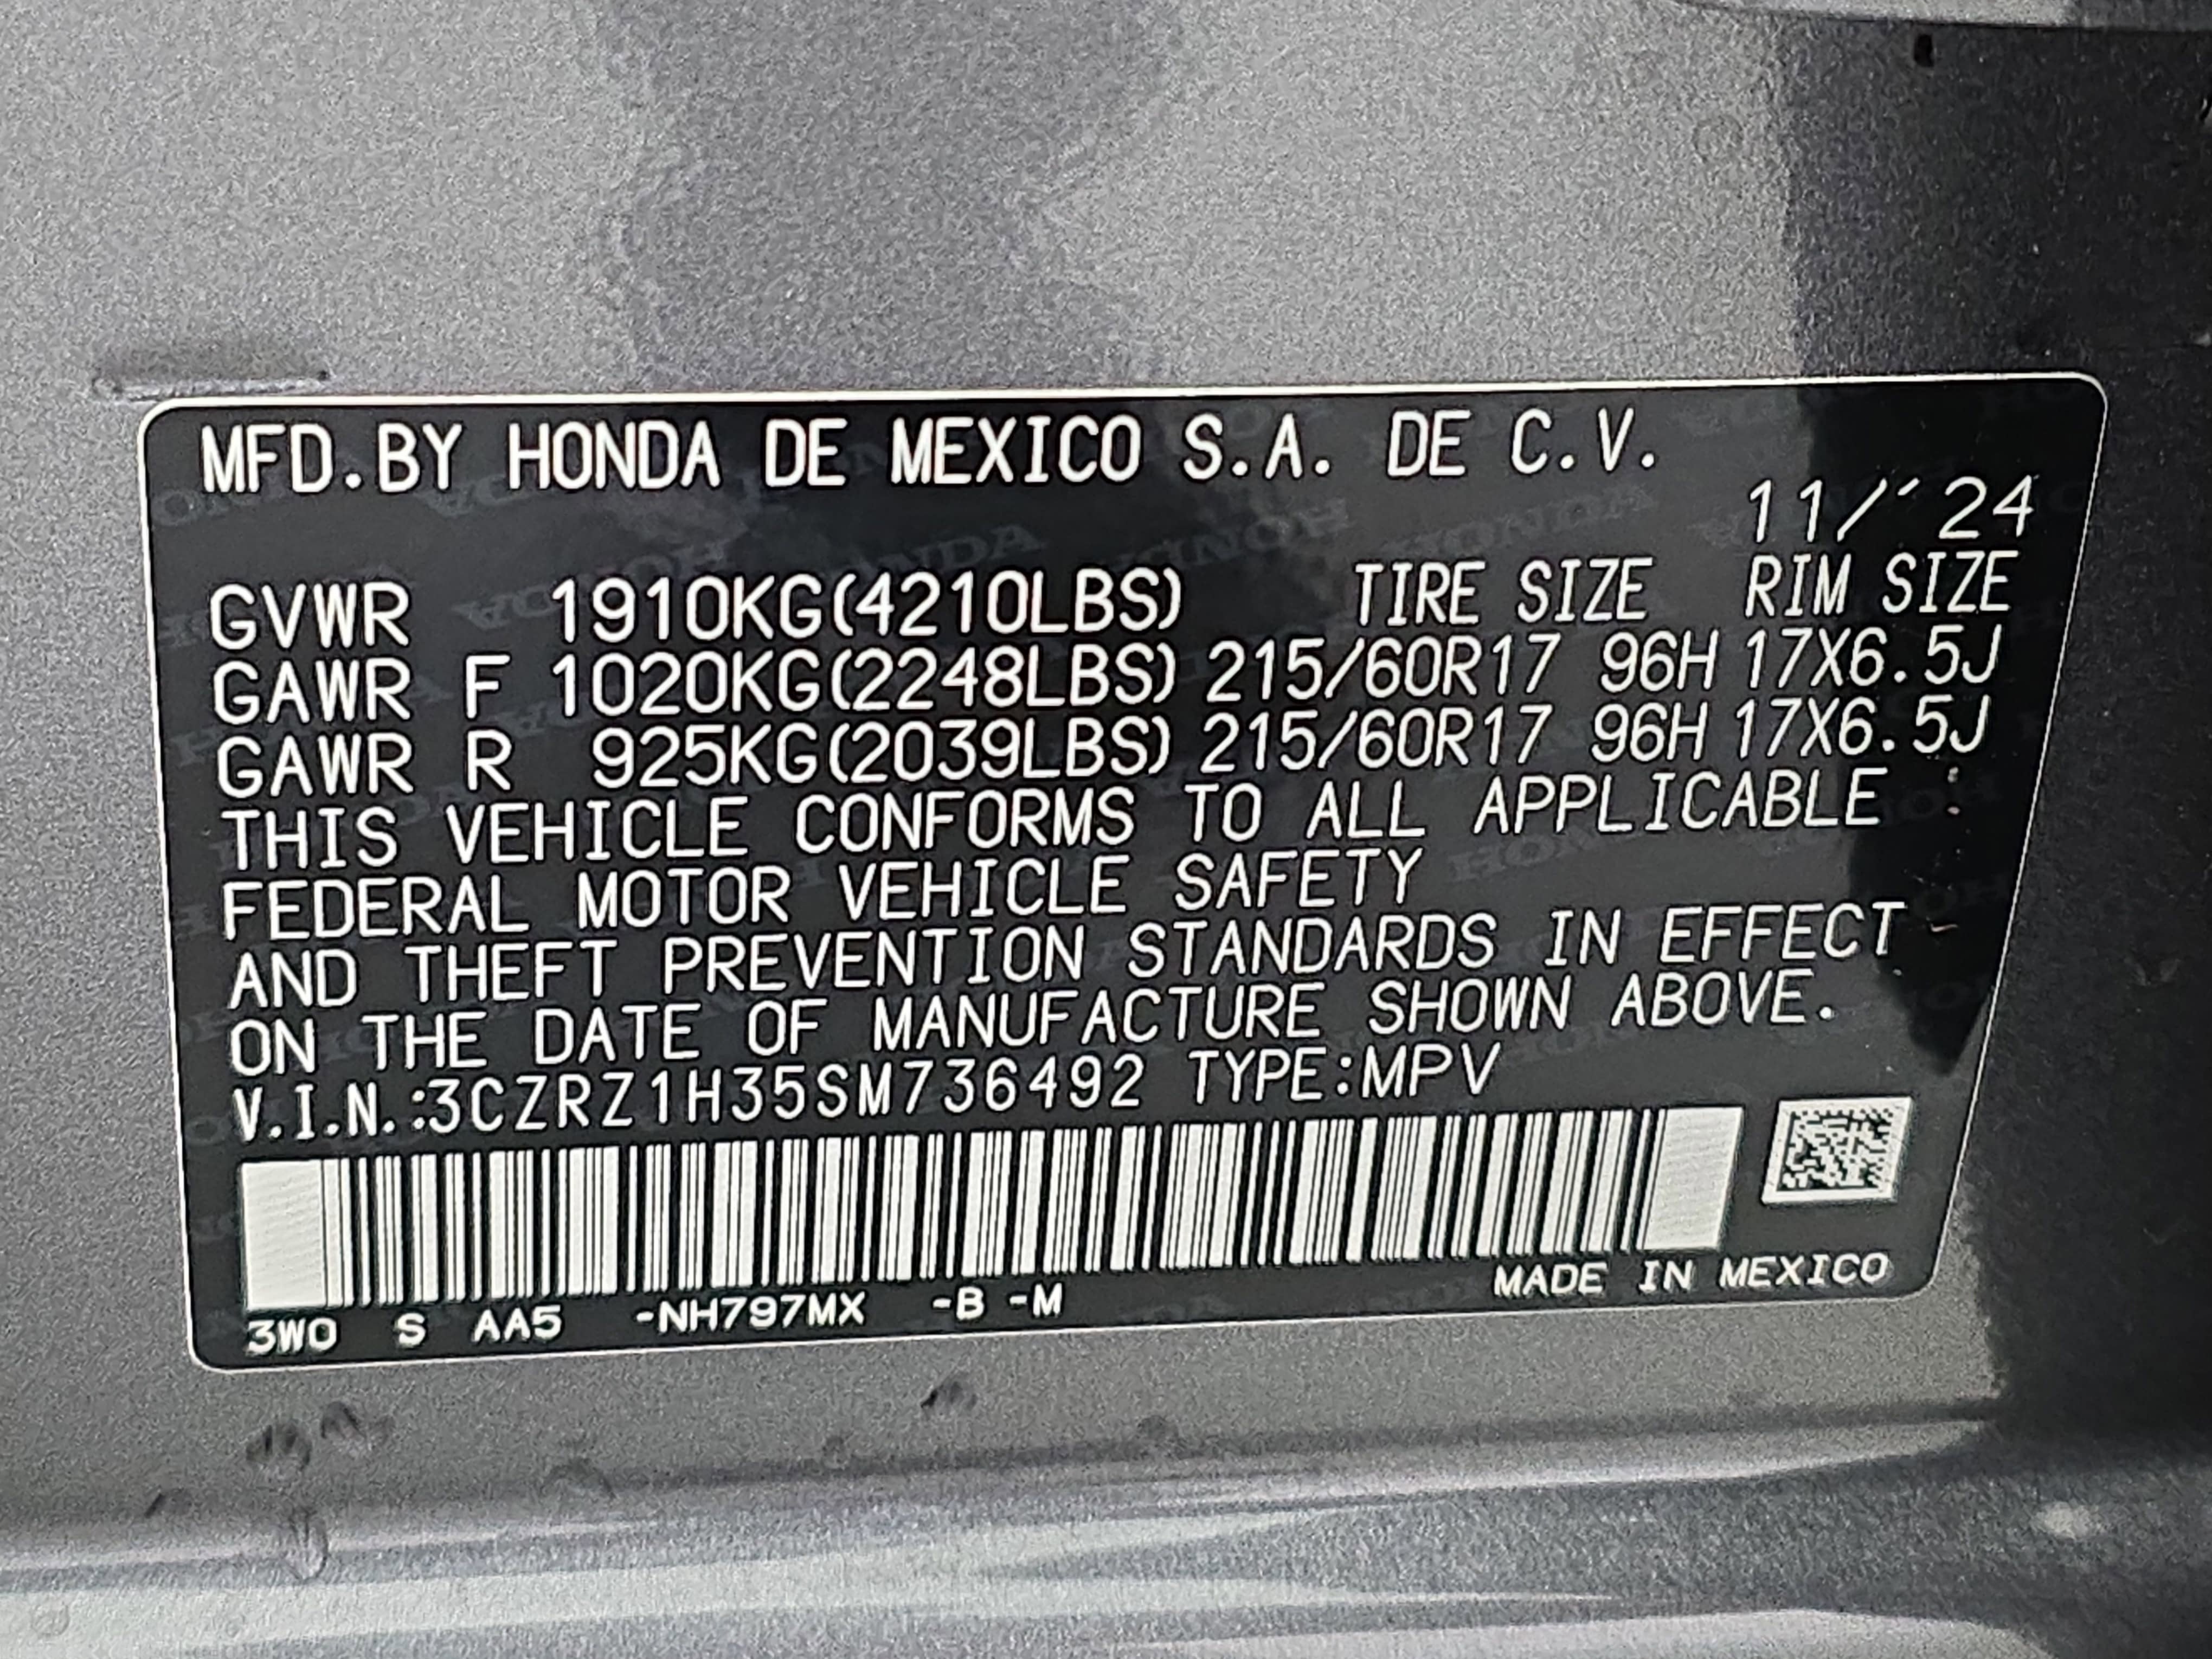 MFD.BY HONDA DE MEXICO S.A. DE C.V.
11/´24
GVWR 1910KG(4210LBS) TIRE SIZE RIM SIZE
GAWR F 1020KG(2248LBS) 215/60R17 96H 17X6.5J
GAWR R 925KG(2039LBS) 215/60R17 96H 17X6.5J
THIS VEHICLE CONFORMS TO ALL APPLICABLE
FEDERAL MOTOR VEHICLE SAFETY
AND THEFT PREVENTION STANDARDS IN EFFECT
ON THE DATE OF MANUFACTURE SHOWN ABOVE.
V.I.N.:3CZRZ1H35SM736492 TYPE:MPV
3W0 S AA5 -NH797MX -B -M MADE IN MEXICO